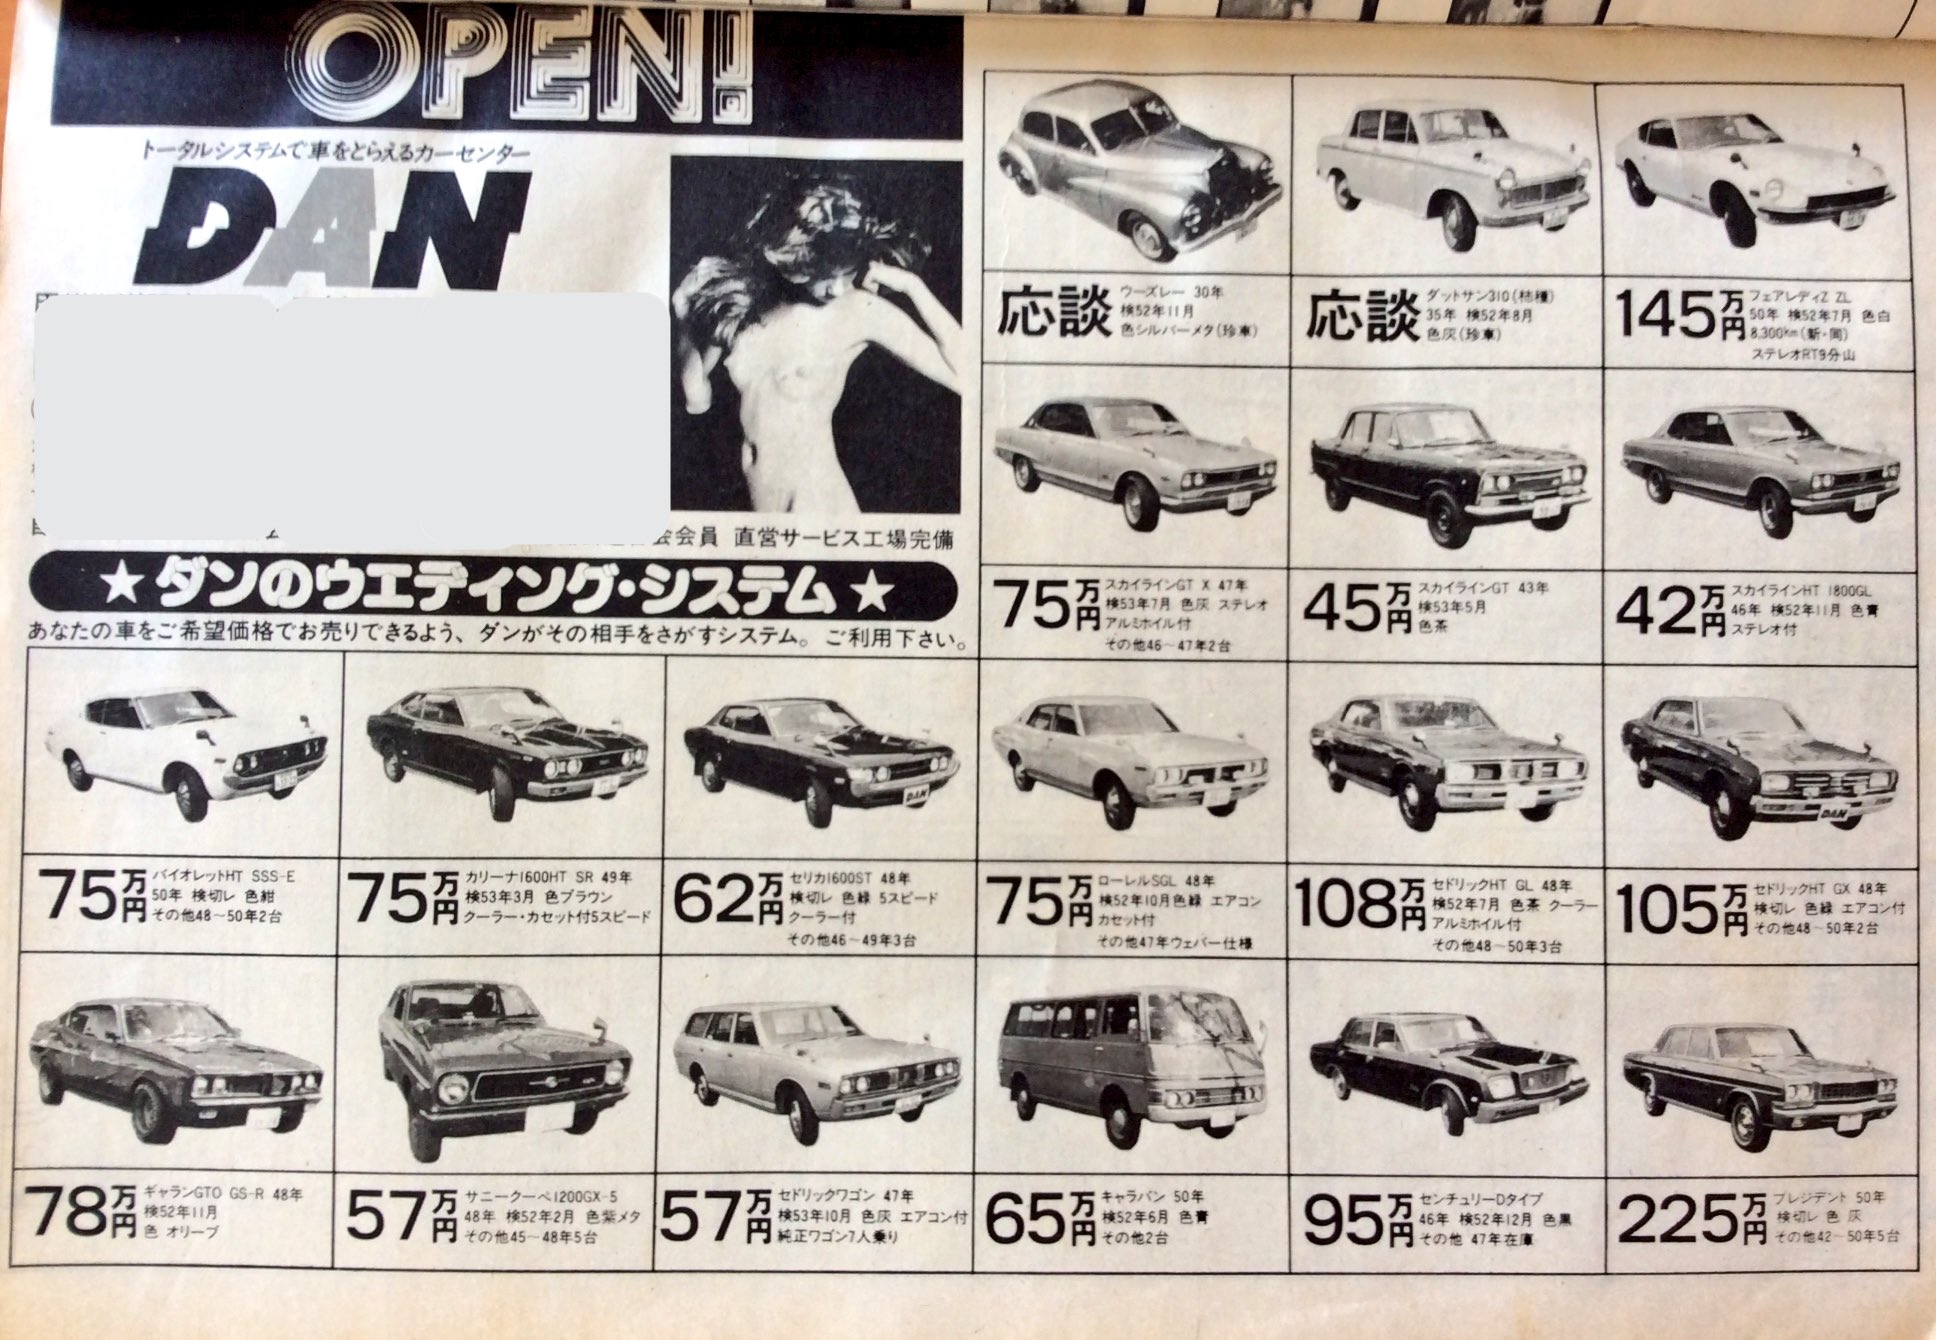 OPEN!
トータルシステムで車をとらえるカーセンター
DAN
会会員 直営サービス工場完備
★ダンのウエディング・システム★
あなたの車をご希望価格でお売りできるよう、ダンがその相手をさがすシステム。ご利用下さい。
応談
ウーズレー 30年
検52年11月
色シルバーメタ(珍車)
応談
ダットサン310(柿種)
35年 検52年8月
色灰(珍車)
145万円
フェアレディZ ZL
50年 検52年7月 色白
8,300km(新・同)
ステレオRT9分山
75万円
スカイラインGT X 47年
検53年7月 色灰 ステレオ
アルミホイル付
その他46～47年2台
45万円
スカイラインGT 43年
検53年5月
色茶
42万円
スカイラインHT 1800GL
46年 検52年11月 色青
ステレオ付
75万円
バイオレットHT SSS-E
50年 検切レ 色紺
その他48～50年2台
75万円
カリーナ1600HT SR 49年
検53年3月 色ブラウン
クーラー・カセット付5スピード
62万円
セリカ1600ST 48年
検切レ 色緑 5スピード
クーラー付
その他46～49年3台
DAN
75万円
ローレルSGL 48年
検52年10月色緑 エアコン
カセット付
その他47年ウェバー仕様
108万円
セドリックHT GL 48年
検52年7月 色茶 クーラー
アルミホイル付
その他48～50年3台
105万円
セドリックHT GX 48年
検切レ 色緑 エアコン付
その他48～50年2台
DAN
78万円
ギャランGTO GS-R 48年
検52年11月
色 オリーブ
57万円
サニークーペ1200GX-5
48年 検52年2月 色紫メタ
その他45～48年5台
57万円
セドリックワゴン 47年
検53年10月 色灰 エアコン付
純正ワゴン7人乗り
65万円
キャラバン 50年
検52年6月 色青
その他2台
95万円
センチュリーDタイプ
46年 検52年12月 色黒
その他 47年在庫
225万円
プレジデント 50年
検切レ 色 灰
その他42～50年5台